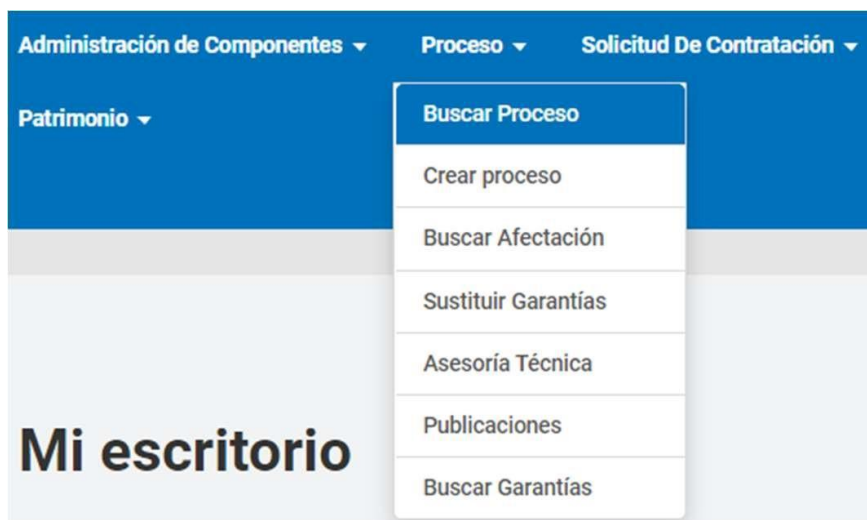 Administración de Componentes Proceso Solicitud De Contratación
Patrimonio
Buscar Proceso
Crear proceso
Buscar Afectación
Sustituir Garantías
Asesoría Técnica
Publicaciones
Buscar Garantías
Mi escritorio